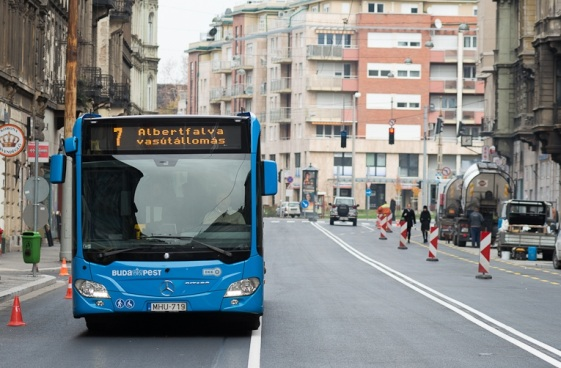 7 Albertfalva
vasútállomás
BUDAPEST
MHU-719